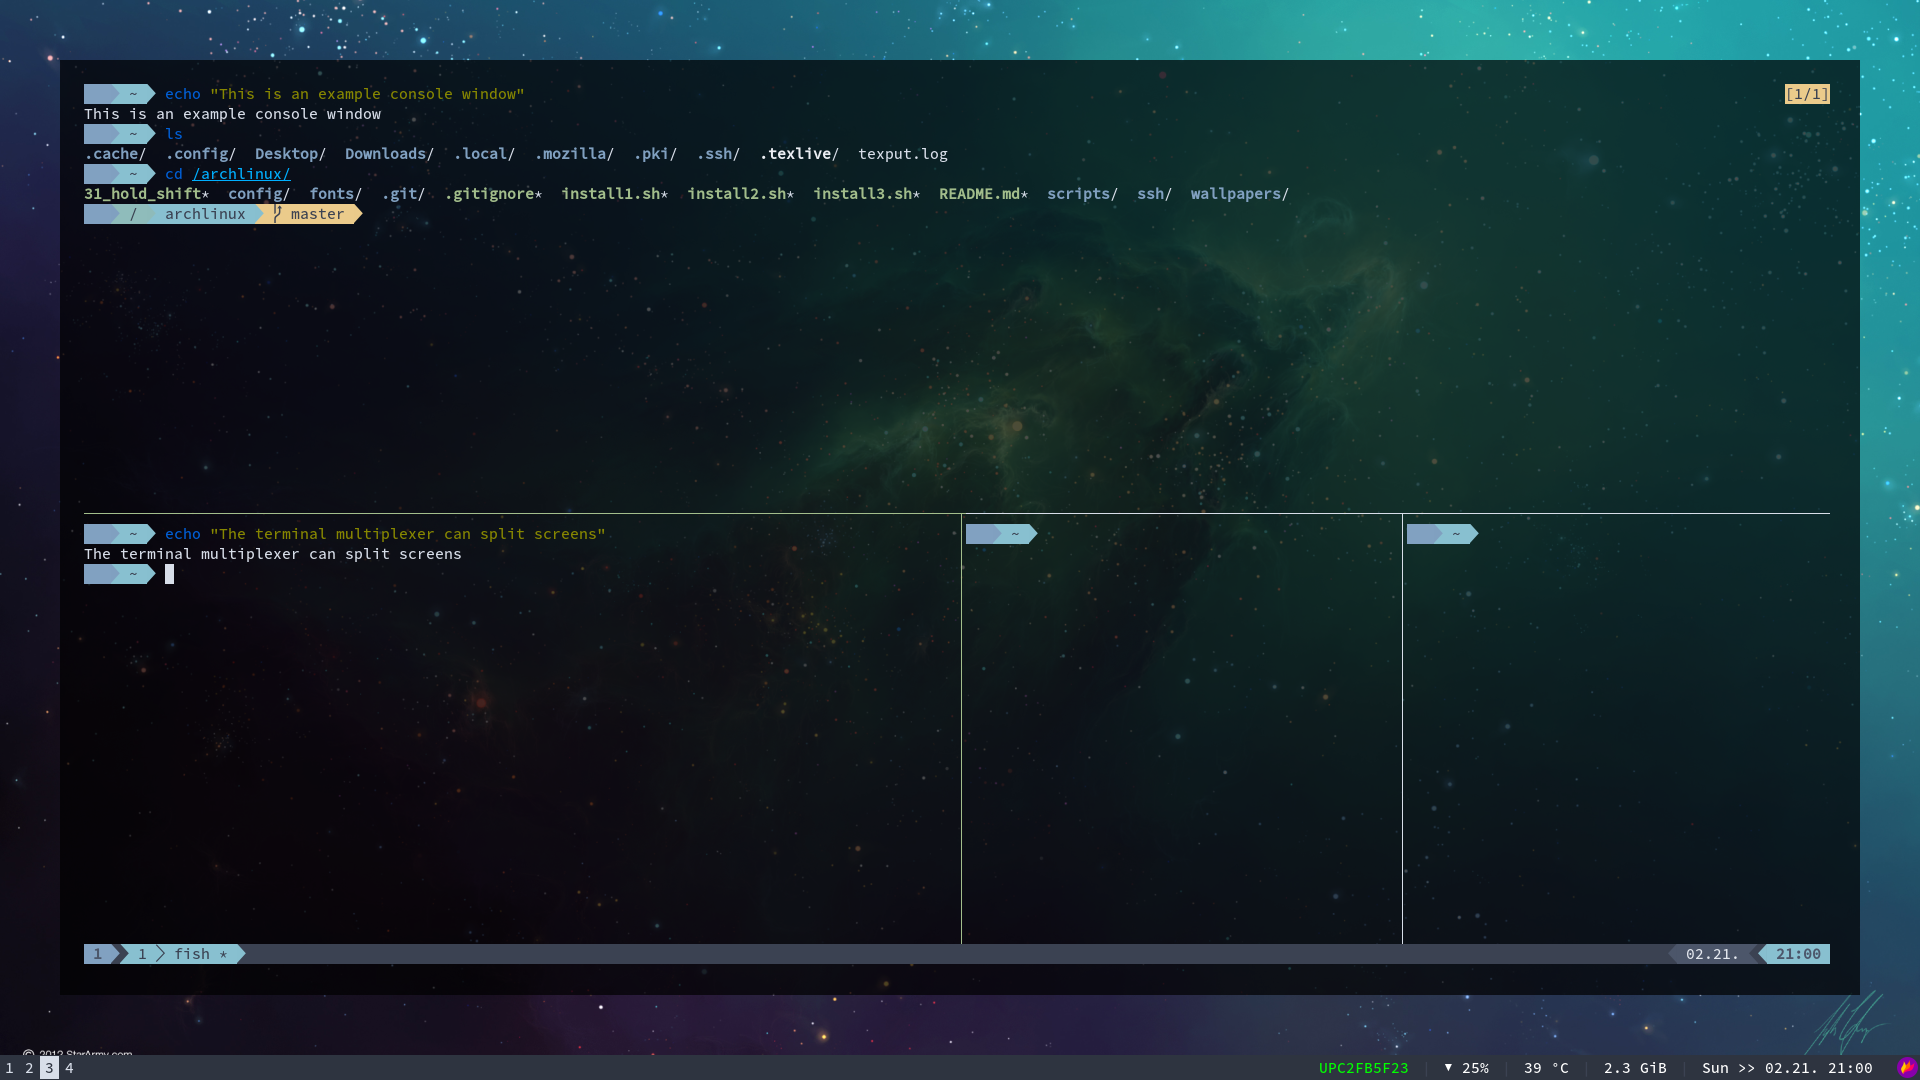 ~ echo "This is an example console window" [1/1]
This is an example console window
~ ls
.cache/ .config/ Desktop/ Downloads/ .local/ .mozilla/ .pki/ .ssh/ .texlive/ texput.log
~ cd /archlinux/
31_hold_shift* config/ fonts/ .git/ .gitignore* install1.sh* install2.sh* install3.sh* README.md* scripts/ ssh/ wallpapers/
/ archlinux master
~ echo "The terminal multiplexer can split screens"
The terminal multiplexer can split screens
~
~
~
1 1 fish * 02.21. 21:00
© 2012 StarArmy.com
1 2 3 4 UPC2FB5F23 ▼ 25% 39 °C 2.3 GiB Sun >> 02.21. 21:00